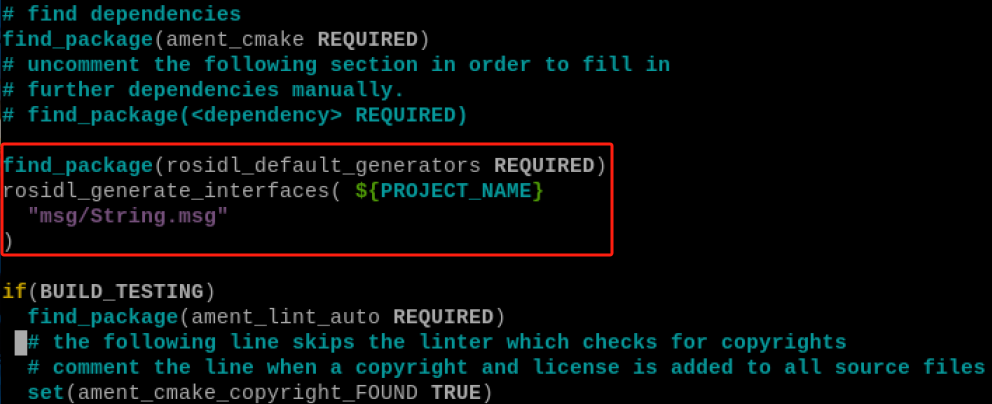 # find dependencies
find_package(ament_cmake REQUIRED)
# uncomment the following section in order to fill in
# further dependencies manually.
# find_package(<dependency> REQUIRED)
find_package(rosidl_default_generators REQUIRED)
rosidl_generate_interfaces( ${PROJECT_NAME}
  "msg/String.msg"
)
if(BUILD_TESTING)
  find_package(ament_lint_auto REQUIRED)
  # the following line skips the linter which checks for copyrights
  # comment the line when a copyright and license is added to all source files
  set(ament_cmake_copyright_FOUND TRUE)